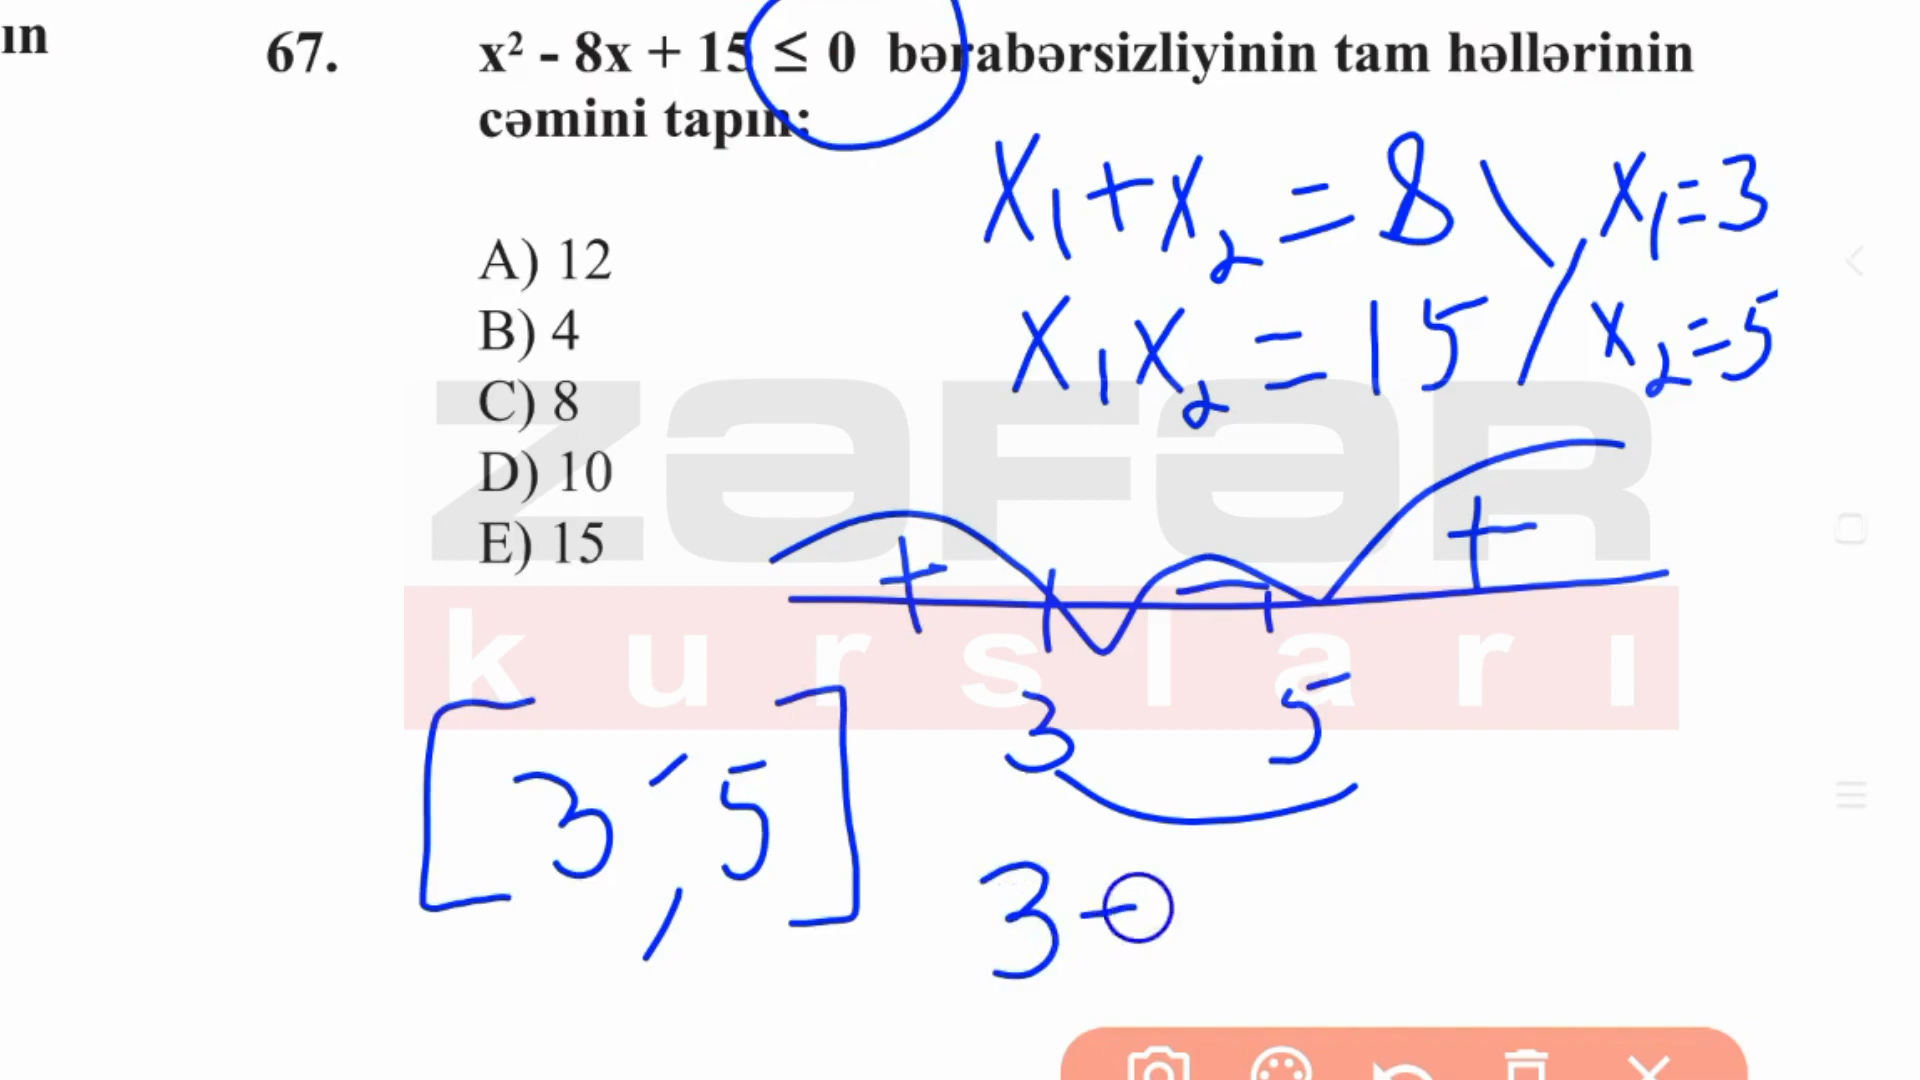 ın
67. x² - 8x + 15 ≤ 0 bərabərsizliyinin tam həllərinin
cəmini tapın:
A) 12
B) 4
C) 8
D) 10
E) 15
x₁+x₂=8
x₁=3
x₁x₂=15
x₂=5
zəfər
kursları
+ − +
3 5
[3;5]
3